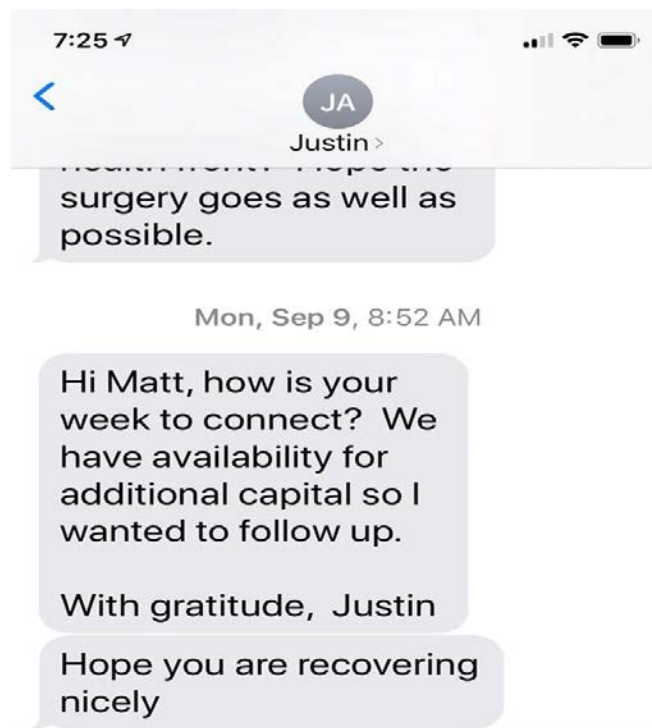 7:25
JA
Justin >
surgery goes as well as
possible.
Mon, Sep 9, 8:52 AM
Hi Matt, how is your
week to connect?  We
have availability for
additional capital so I
wanted to follow up.
With gratitude,  Justin
Hope you are recovering
nicely